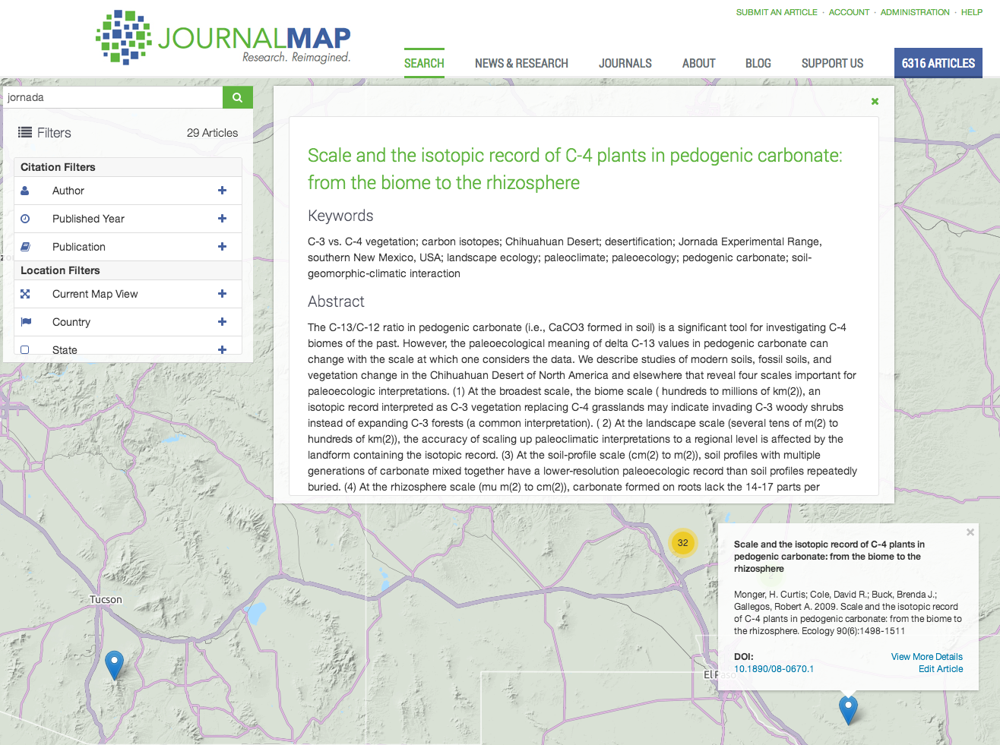 SUBMIT AN ARTICLE · ACCOUNT · ADMINISTRATION · HELP
JOURNALMAP
Research. Reimagined.
SEARCH NEWS & RESEARCH JOURNALS ABOUT BLOG SUPPORT US 6316 ARTICLES
jornada
Filters 29 Articles
Citation Filters
Author
Published Year
Publication
Location Filters
Current Map View
Country
State
Scale and the isotopic record of C-4 plants in pedogenic carbonate:
from the biome to the rhizosphere
Keywords
C-3 vs. C-4 vegetation; carbon isotopes; Chihuahuan Desert; desertification; Jornada Experimental Range,
southern New Mexico, USA; landscape ecology; paleoclimate; paleoecology; pedogenic carbonate; soil-
geomorphic-climatic interaction
Abstract
The C-13/C-12 ratio in pedogenic carbonate (i.e., CaCO3 formed in soil) is a significant tool for investigating C-4
biomes of the past. However, the paleoecological meaning of delta C-13 values in pedogenic carbonate can
change with the scale at which one considers the data. We describe studies of modern soils, fossil soils, and
vegetation change in the Chihuahuan Desert of North America and elsewhere that reveal four scales important for
paleoecologic interpretations. (1) At the broadest scale, the biome scale ( hundreds to millions of km(2)), an
isotopic record interpreted as C-3 vegetation replacing C-4 grasslands may indicate invading C-3 woody shrubs
instead of expanding C-3 forests (a common interpretation). ( 2) At the landscape scale (several tens of m(2) to
hundreds of km(2)), the accuracy of scaling up paleoclimatic interpretations to a regional level is affected by the
landform containing the isotopic record. (3) At the soil-profile scale (cm(2) to m(2)), soil profiles with multiple
generations of carbonate mixed together have a lower-resolution paleoecologic record than soil profiles repeatedly
buried. (4) At the rhizosphere scale (mu m(2) to cm(2)), carbonate formed on roots lack the 14-17 parts per
32
Scale and the isotopic record of C-4 plants in
pedogenic carbonate: from the biome to the
rhizosphere
Monger, H. Curtis; Cole, David R.; Buck, Brenda J.;
Gallegos, Robert A. 2009. Scale and the isotopic record
of C-4 plants in pedogenic carbonate: from the biome to
the rhizosphere. Ecology 90(6):1498-1511
DOI: View More Details
10.1890/08-0670.1 Edit Article
Tucson
El Paso